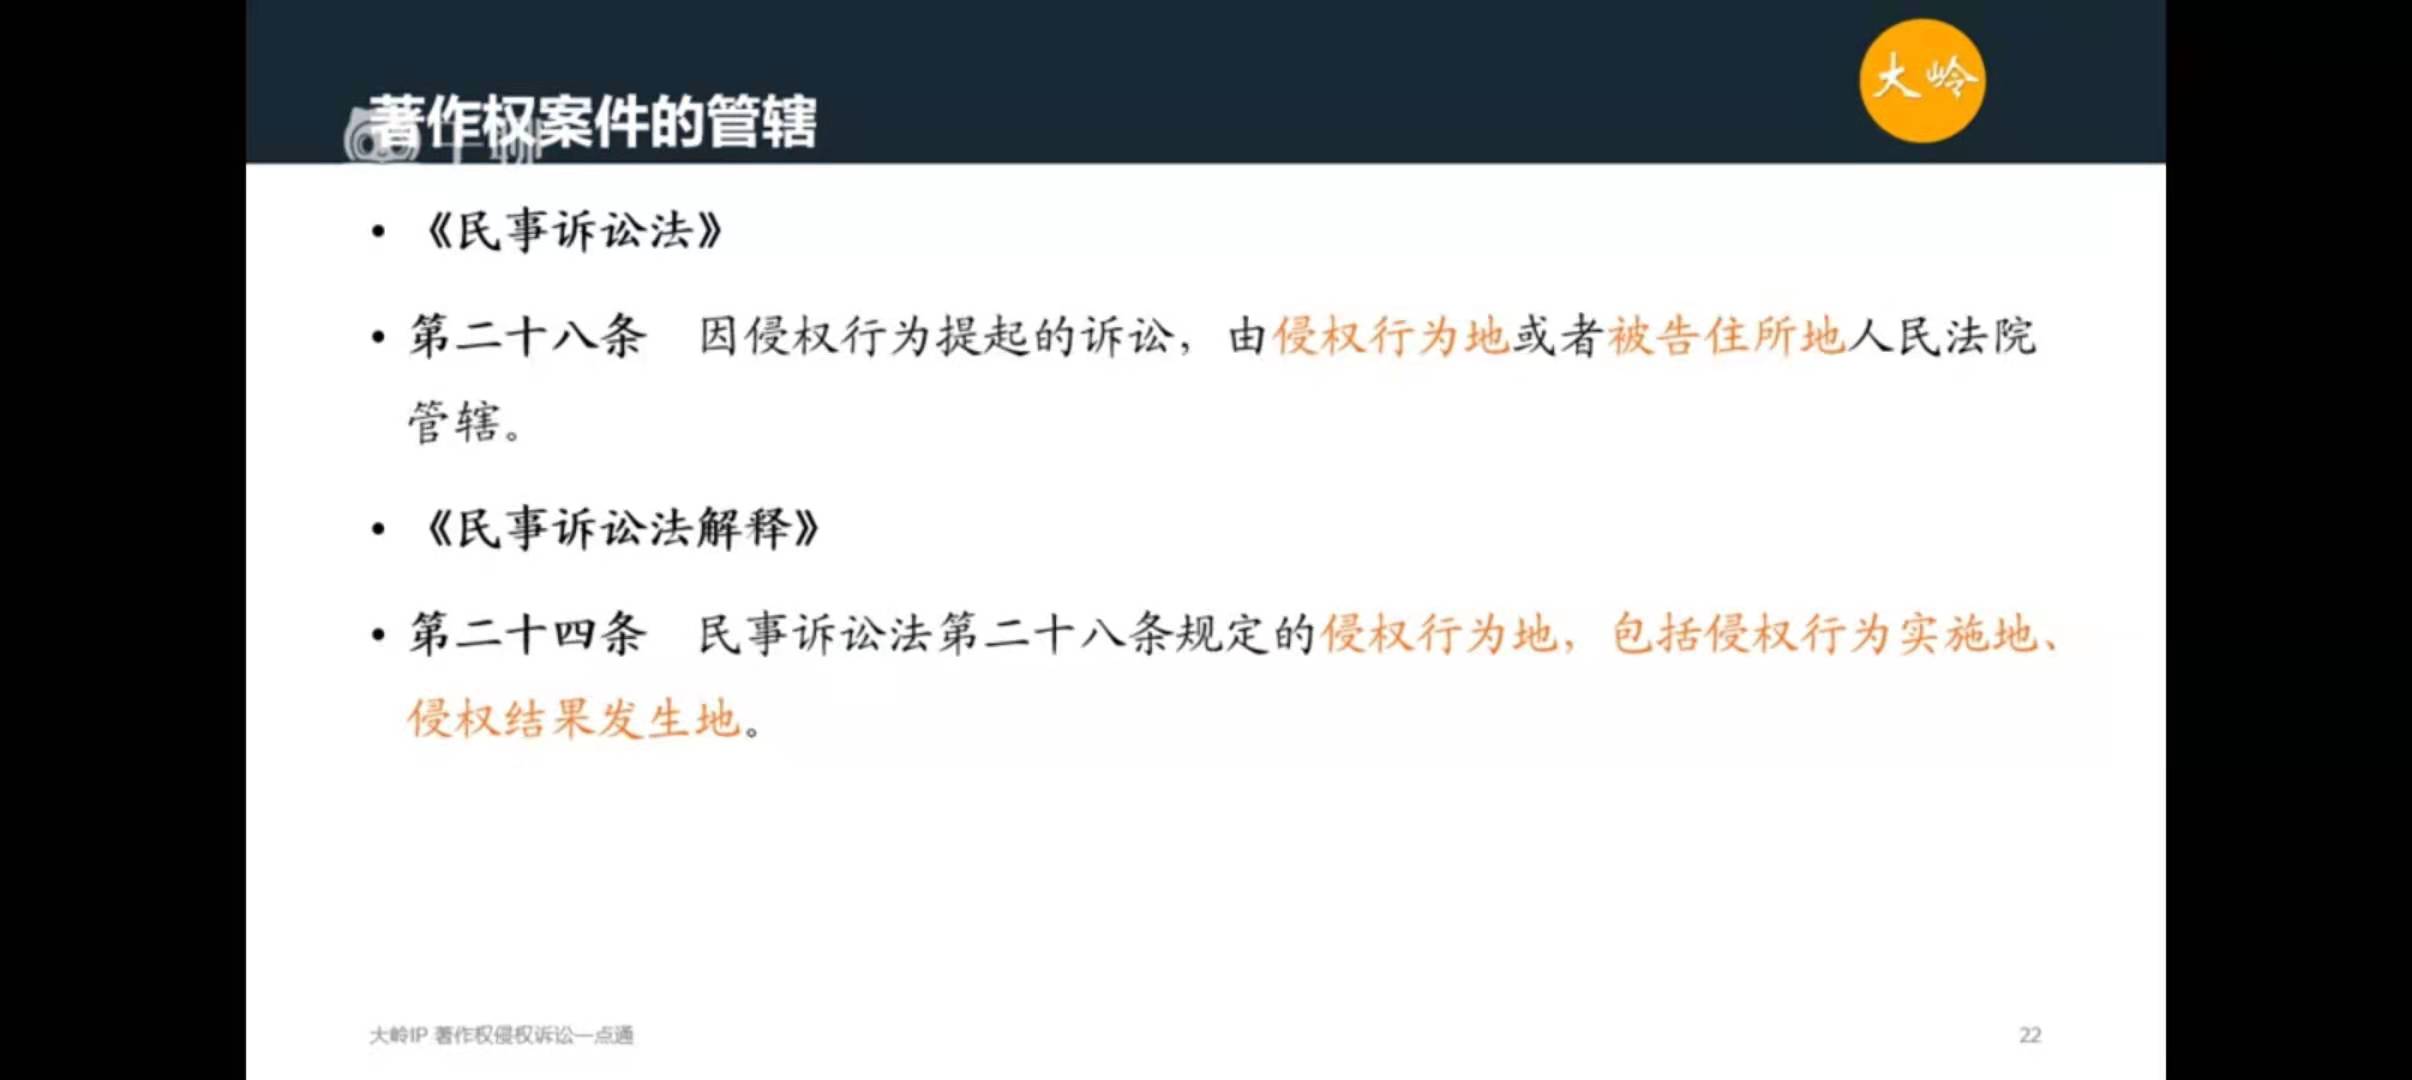 大岭
著作权案件的管辖
• 《民事诉讼法》
• 第二十八条 因侵权行为提起的诉讼，由侵权行为地或者被告住所地人民法院
管辖。
• 《民事诉讼法解释》
• 第二十四条 民事诉讼法第二十八条规定的侵权行为地，包括侵权行为实施地、
侵权结果发生地。
大岭IP 著作权侵权诉讼一点通
22